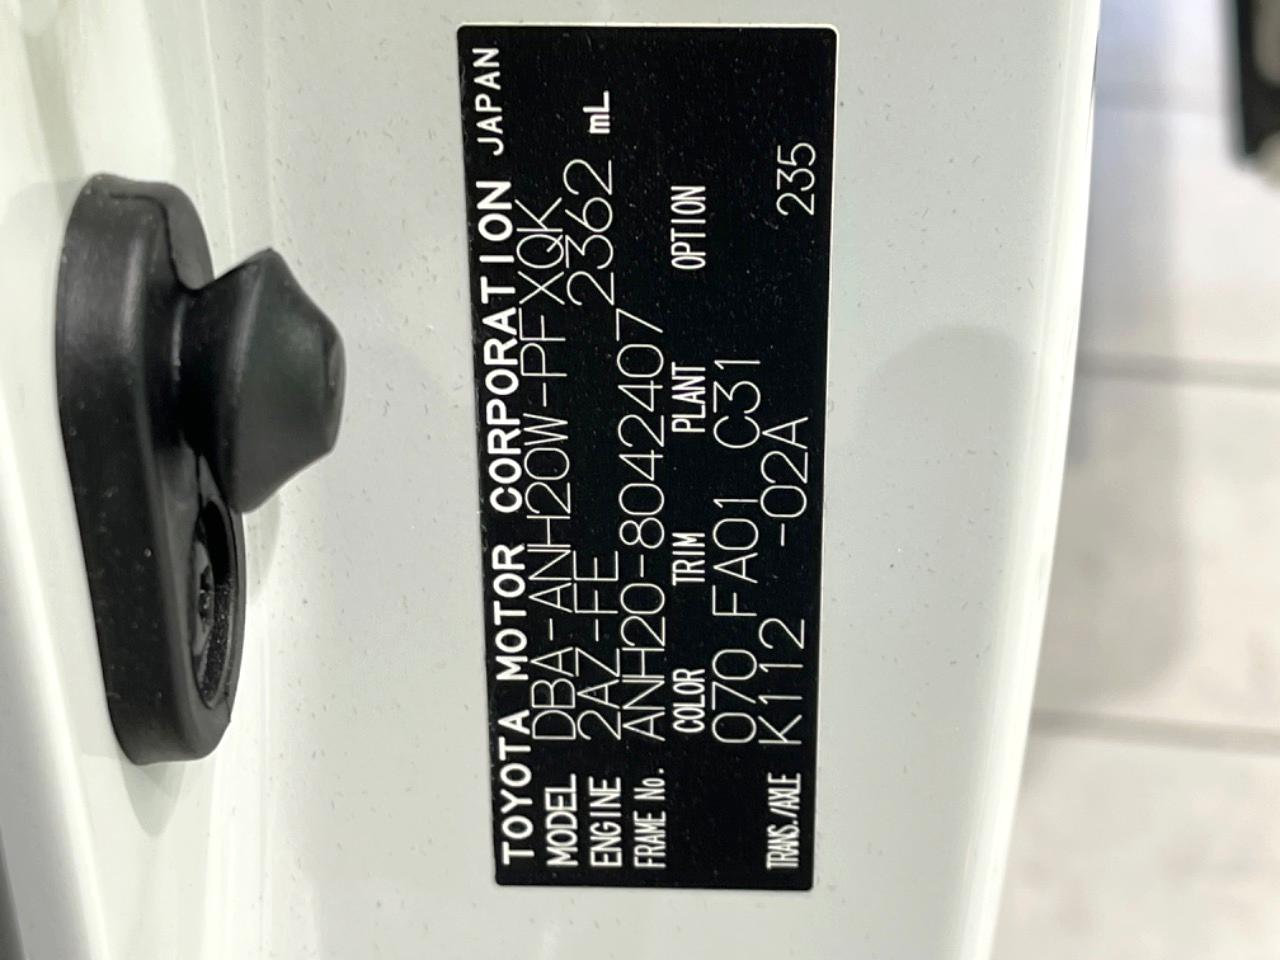 TOYOTA MOTOR CORPORATION JAPAN
MODEL DBA-ANH20W-PFXQK
ENGINE 2AZ-FE 2362 mL
FRAME No. ANH20-8042407
COLOR TRIM PLANT OPTION
070 FA01 C31
TRANS./AXLE K112 -02A 235